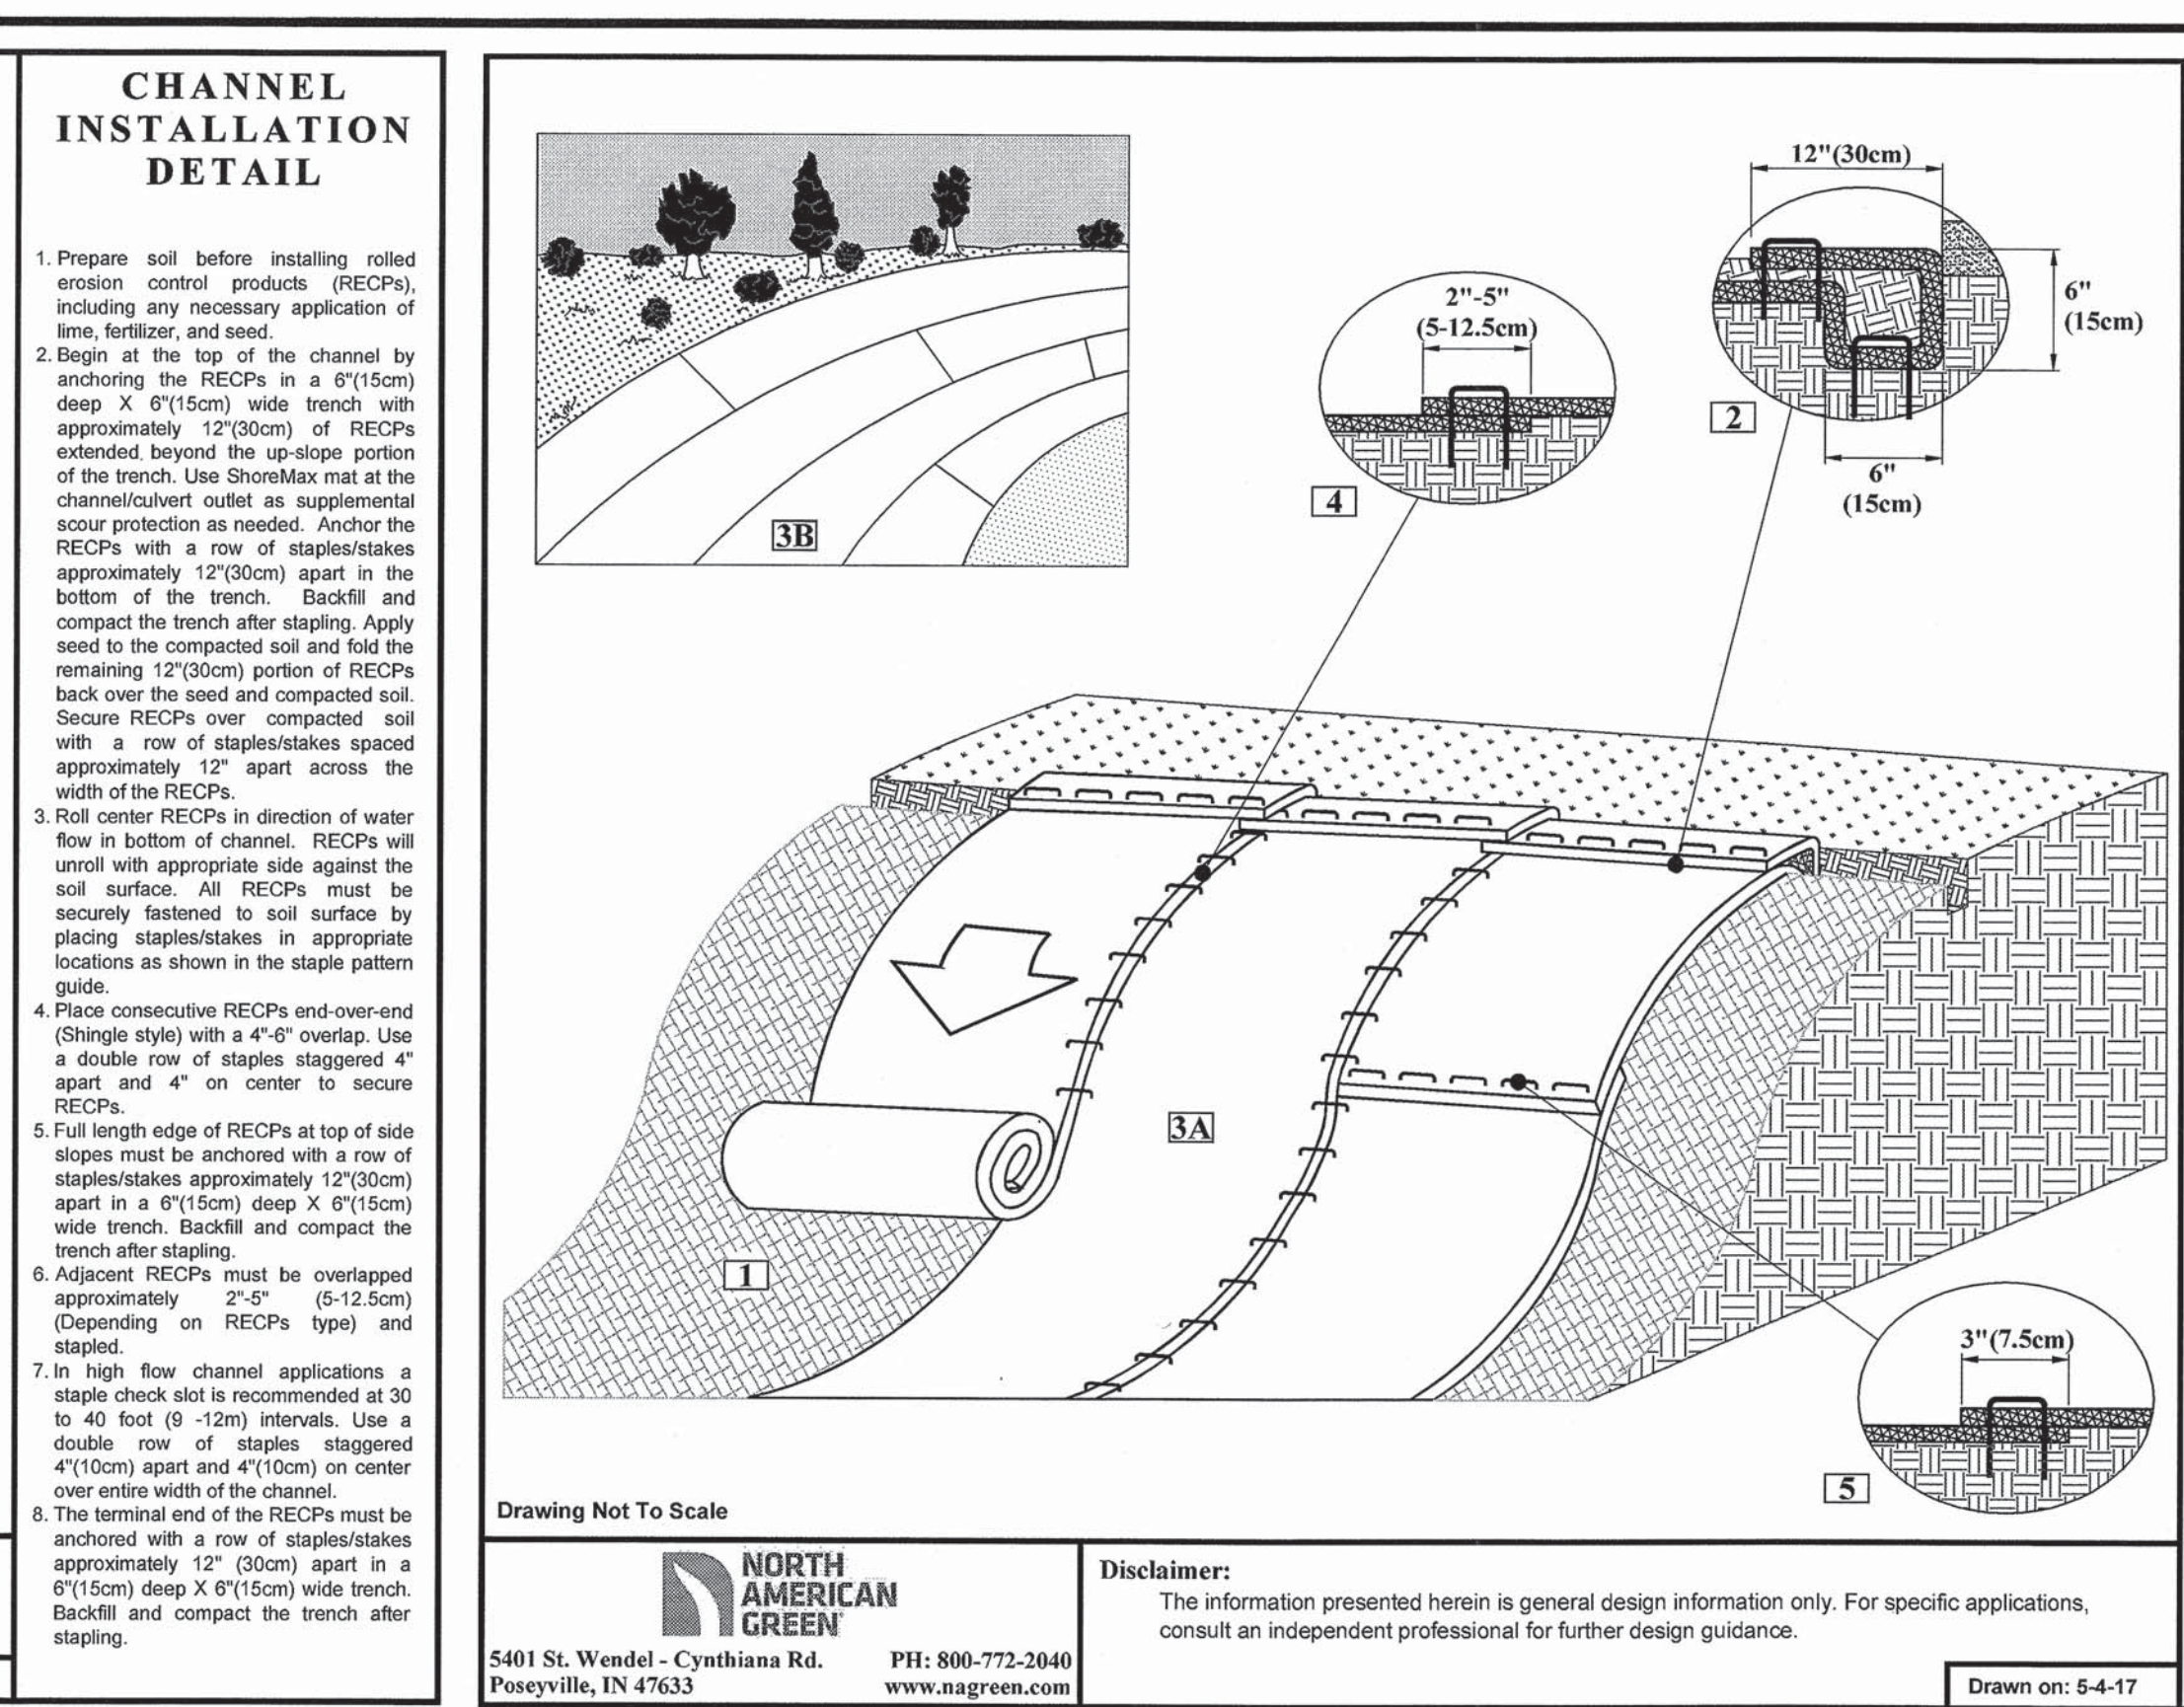 CHANNEL
INSTALLATION
DETAIL
1. Prepare soil before installing rolled
erosion control products (RECPs),
including any necessary application of
lime, fertilizer, and seed.
2. Begin at the top of the channel by
anchoring the RECPs in a 6"(15cm)
deep X 6"(15cm) wide trench with
approximately 12"(30cm) of RECPs
extended beyond the up-slope portion
of the trench. Use ShoreMax mat at the
channel/culvert outlet as supplemental
scour protection as needed. Anchor the
RECPs with a row of staples/stakes
approximately 12"(30cm) apart in the
bottom of the trench. Backfill and
compact the trench after stapling. Apply
seed to the compacted soil and fold the
remaining 12"(30cm) portion of RECPs
back over the seed and compacted soil.
Secure RECPs over compacted soil
with a row of staples/stakes spaced
approximately 12" apart across the
width of the RECPs.
3. Roll center RECPs in direction of water
flow in bottom of channel. RECPs will
unroll with appropriate side against the
soil surface. All RECPs must be
securely fastened to soil surface by
placing staples/stakes in appropriate
locations as shown in the staple pattern
guide.
4. Place consecutive RECPs end-over-end
(Shingle style) with a 4"-6" overlap. Use
a double row of staples staggered 4"
apart and 4" on center to secure
RECPs.
5. Full length edge of RECPs at top of side
slopes must be anchored with a row of
staples/stakes approximately 12"(30cm)
apart in a 6"(15cm) deep X 6"(15cm)
wide trench. Backfill and compact the
trench after stapling.
6. Adjacent RECPs must be overlapped
approximately 2"-5" (5-12.5cm)
(Depending on RECPs type) and
stapled.
7. In high flow channel applications a
staple check slot is recommended at 30
to 40 foot (9 -12m) intervals. Use a
double row of staples staggered
4"(10cm) apart and 4"(10cm) on center
over entire width of the channel.
8. The terminal end of the RECPs must be
anchored with a row of staples/stakes
approximately 12" (30cm) apart in a
6"(15cm) deep X 6"(15cm) wide trench.
Backfill and compact the trench after
stapling.
3B
2"-5"
(5-12.5cm)
4
12"(30cm)
6"
(15cm)
2
6"
(15cm)
3A
1
3"(7.5cm)
5
Drawing Not To Scale
NORTH
AMERICAN
GREEN
5401 St. Wendel - Cynthiana Rd.
Poseyville, IN 47633
PH: 800-772-2040
www.nagreen.com
Disclaimer:
The information presented herein is general design information only. For specific applications,
consult an independent professional for further design guidance.
Drawn on: 5-4-17